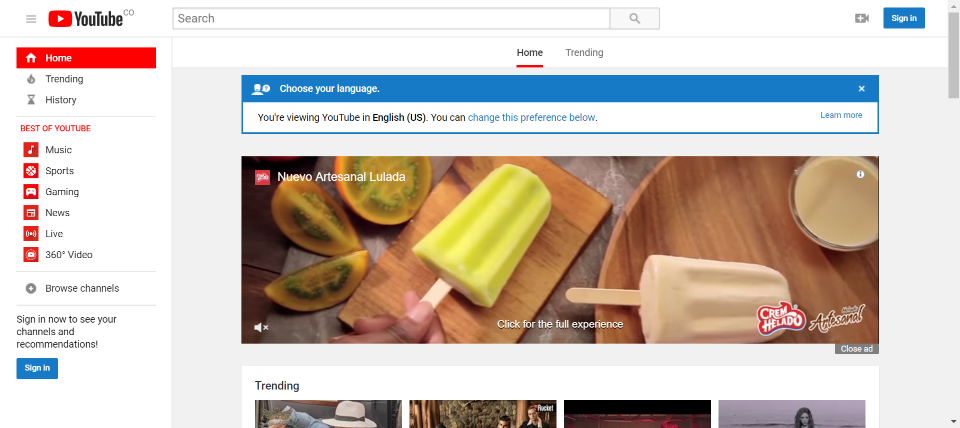 YouTube CO
Search
Sign in
Home
Trending
History
BEST OF YOUTUBE
Music
Sports
Gaming
News
Live
360° Video
Browse channels
Sign in now to see your
channels and
recommendations!
Sign in
Home Trending
Choose your language.
You're viewing YouTube in English (US). You can change this preference below.
Learn more
Nuevo Artesanal Lulada
Click for the full experience
CREM
HELADO
Artesanal
Close ad
Trending
Rocket